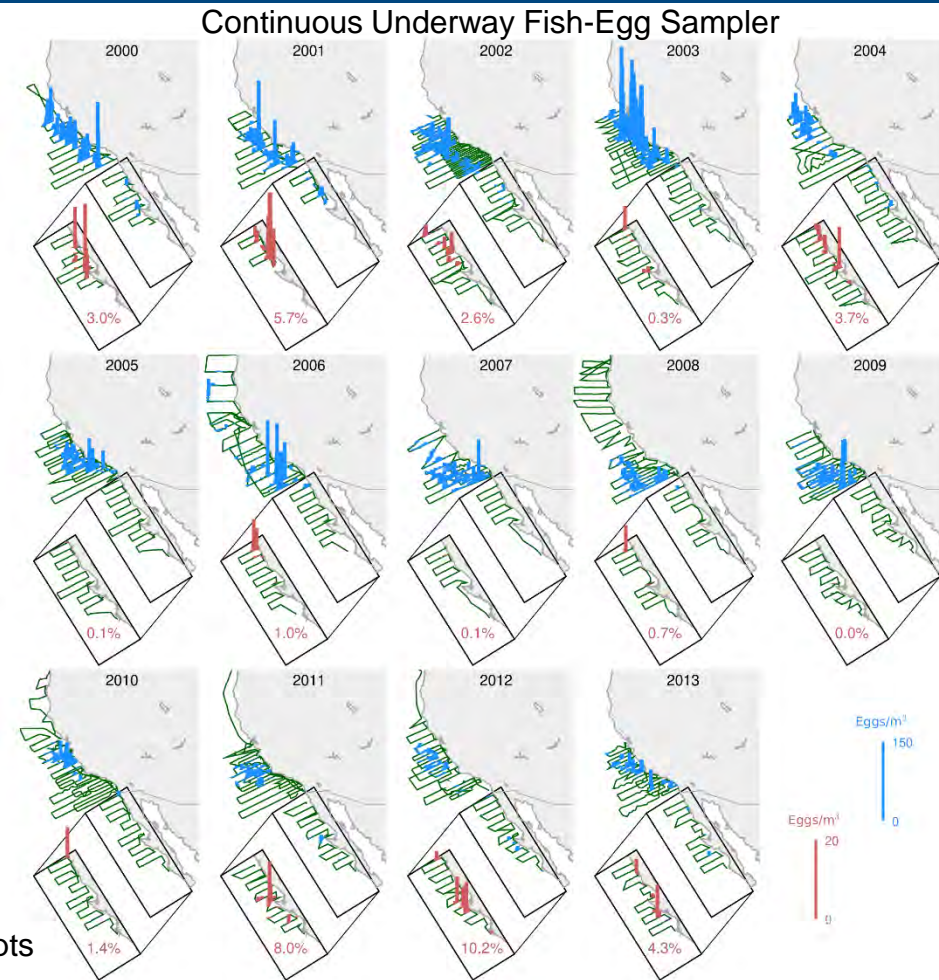 Continuous Underway Fish-Egg Sampler
2000 2001 2002 2003 2004
3.0% 5.7% 2.6% 0.3% 3.7%
2005 2006 2007 2008 2009
0.1% 1.0% 0.1% 0.7% 0.0%
2010 2011 2012 2013
Eggs/m³
150
0
Eggs/m³
20
0
1.4% 8.0% 10.2% 4.3%